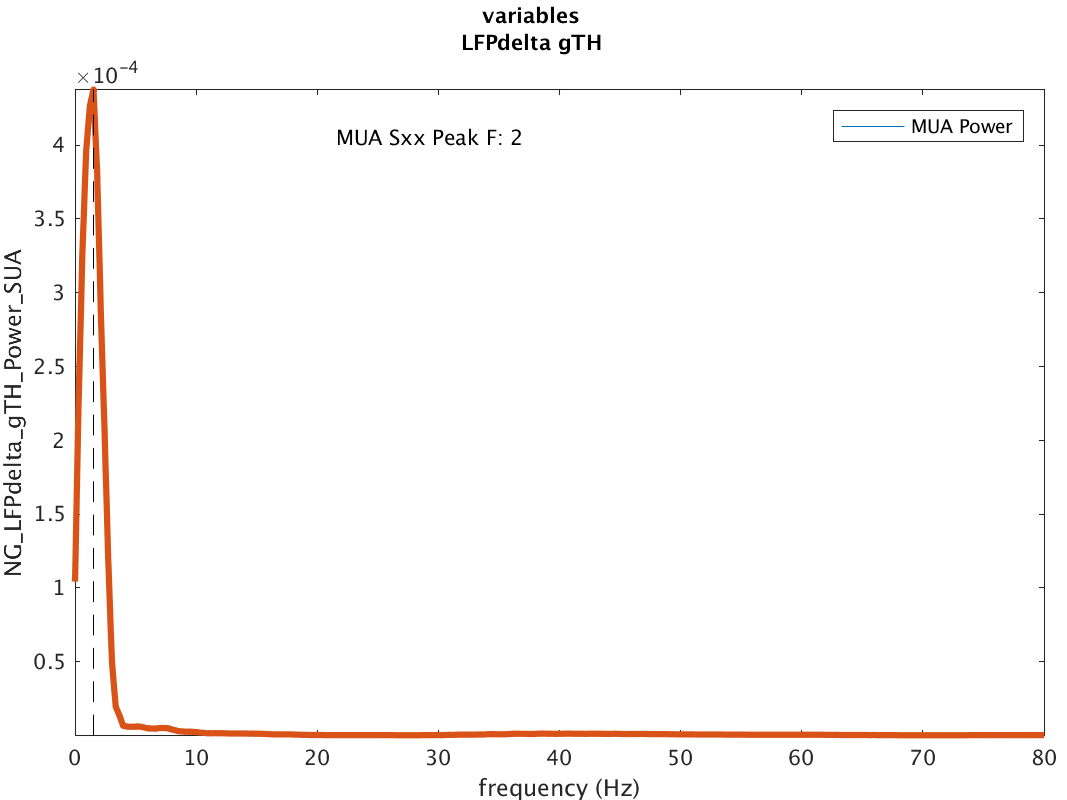 variables
LFPdelta gTH
×10⁻⁴
MUA Sxx Peak F: 2
MUA Power
NG_LFPdelta_gTH_Power_SUA
4
3.5
3
2.5
2
1.5
1
0.5
0 10 20 30 40 50 60 70 80
frequency (Hz)